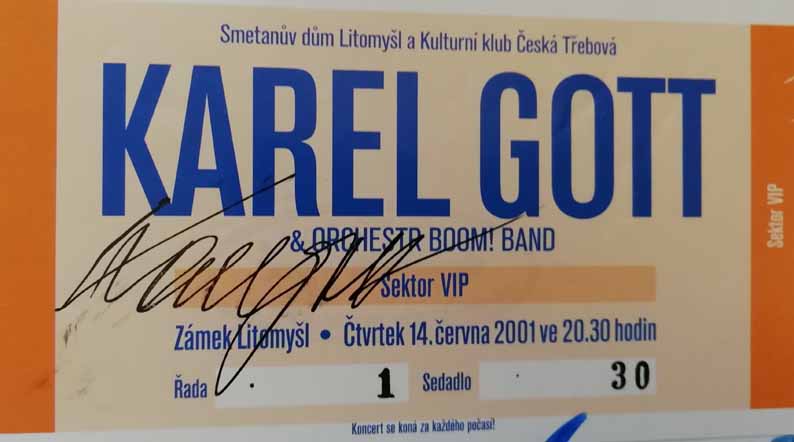 Smetanův dům Litomyšl a Kulturní klub Česká Třebová
KAREL GOTT
& ORCHESTR BOOM! BAND
Sektor VIP
Zámek Litomyšl • Čtvrtek 14. června 2001 ve 20.30 hodin
Řada 1 Sedadlo 30
Koncert se koná za každého počasí!
Sektor VIP